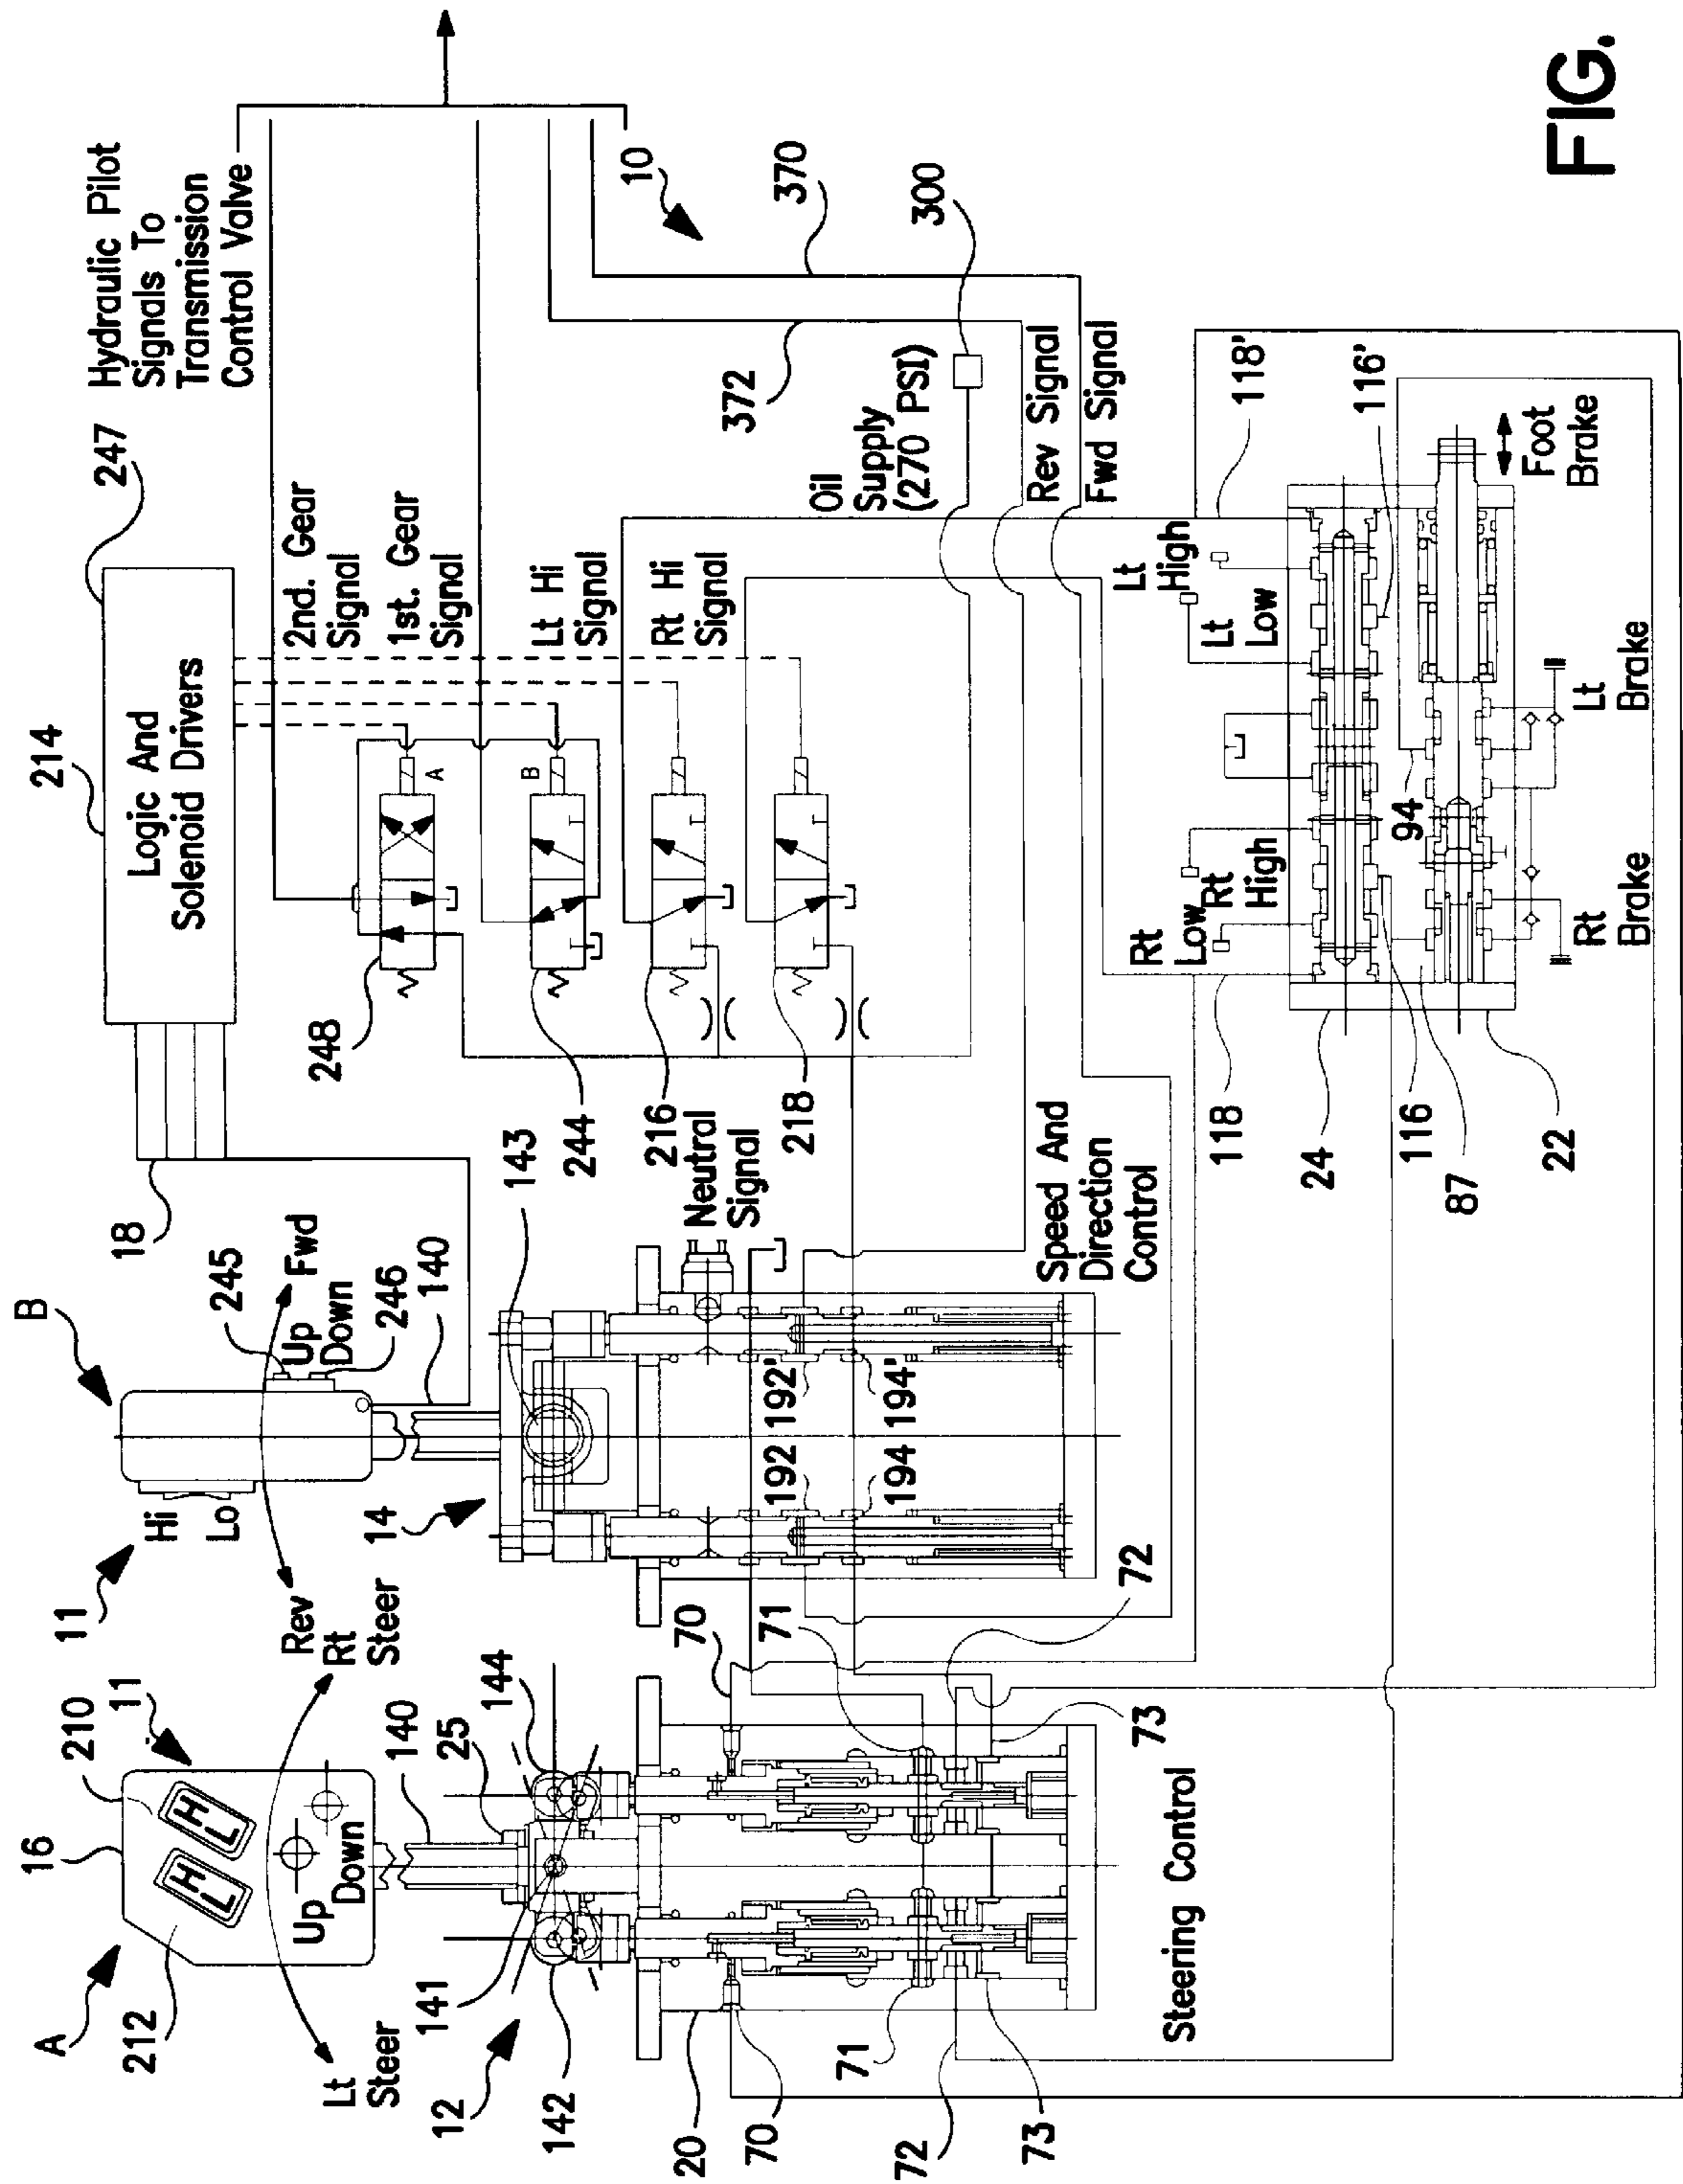 Hydraulic Pilot
Signals To
Transmission
Control Valve
214
247
Logic And
Solenoid Drivers
18
2nd. Gear
Signal
1st. Gear
Signal
Lt Hi
Signal
Rt Hi
Signal
A
B
248
244
216
218
10
370
372
300
Oil
Supply
(270 PSI)
Rev Signal
Fwd Signal
B
245
Fwd
Up
Down
246
140
11
Hi
Lo
Rev
14
143
Neutral
Signal
192'
194'
192
194
Speed And
Direction
Control
16
210
11
A
212
H
L
H
L
Up
Down
Rt
Steer
Lt
Steer
140
25
144
141
12
142
20
70
70
71
71
72
72
73
73
Steering Control
118'
116'
Lt
High
Lt
Low
Rt
High
Rt
Low
118
24
116
87
22
94
Foot
Brake
Lt
Brake
Rt
Brake
FIG.